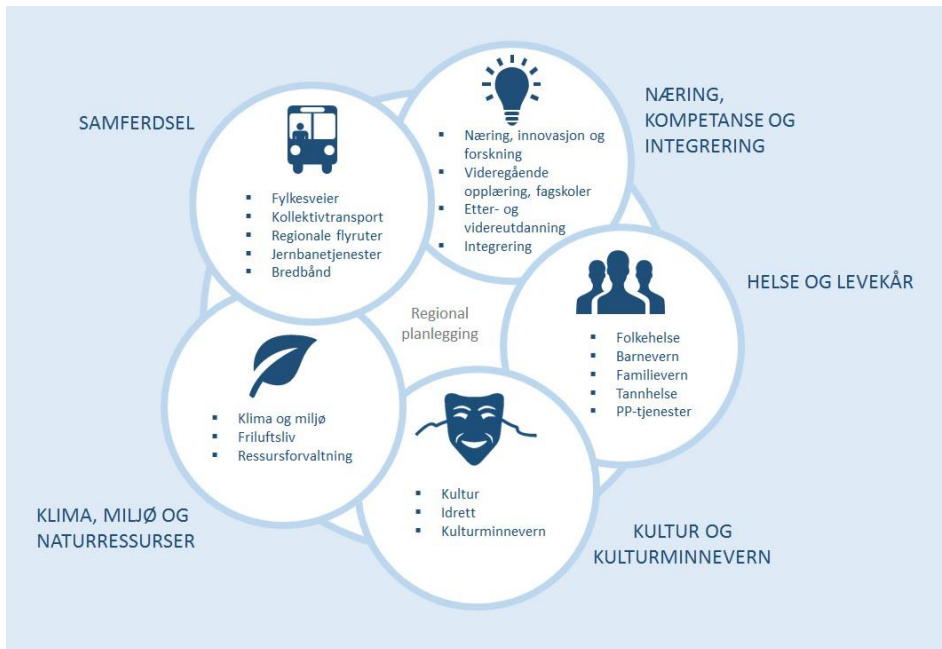 SAMFERDSEL
▪ Fylkesveier
▪ Kollektivtransport
▪ Regionale flyruter
▪ Jernbanetjenester
▪ Bredbånd
NÆRING,
KOMPETANSE OG
INTEGRERING
▪ Næring, innovasjon og
forskning
▪ Videregående
opplæring, fagskoler
▪ Etter- og
videreutdanning
▪ Integrering
HELSE OG LEVEKÅR
▪ Folkehelse
▪ Barnevern
▪ Familievern
▪ Tannhelse
▪ PP-tjenester
Regional
planlegging
▪ Klima og miljø
▪ Friluftsliv
▪ Ressursforvaltning
KLIMA, MILJØ OG
NATURRESSURSER
▪ Kultur
▪ Idrett
▪ Kulturminnevern
KULTUR OG
KULTURMINNEVERN